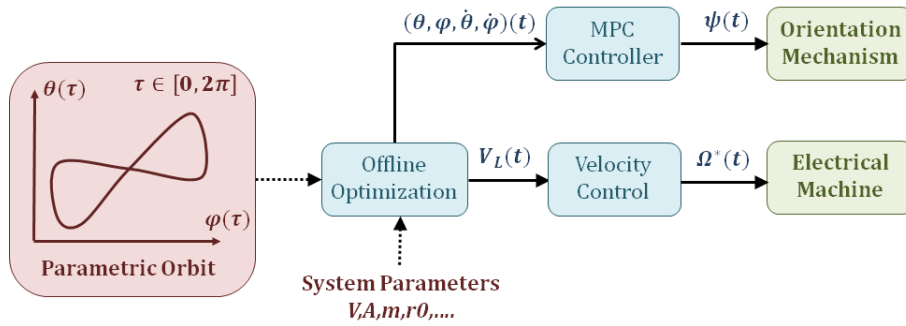 θ(τ)
τ ∈ [0, 2π]
φ(τ)
Parametric Orbit
Offline
Optimization
System Parameters
V,A,m,r0,....
(θ, φ, θ̇, φ̇)(t)
MPC
Controller
ψ(t)
Orientation
Mechanism
V_L(t)
Velocity
Control
Ω*(t)
Electrical
Machine